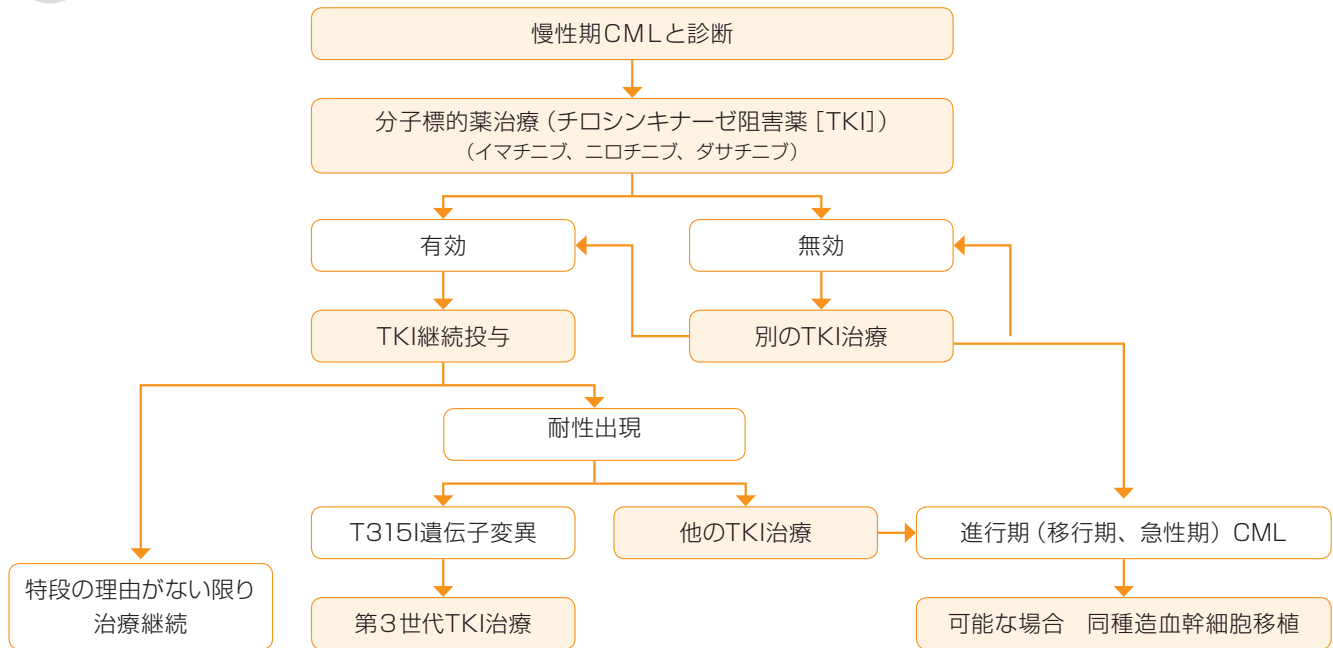 慢性期CMLと診断
分子標的薬治療（チロシンキナーゼ阻害薬［TKI］）
（イマチニブ、ニロチニブ、ダサチニブ）
有効
無効
TKI継続投与
別のTKI治療
耐性出現
T315I遺伝子変異
他のTKI治療
進行期（移行期、急性期）CML
特段の理由がない限り
治療継続
第3世代TKI治療
可能な場合　同種造血幹細胞移植